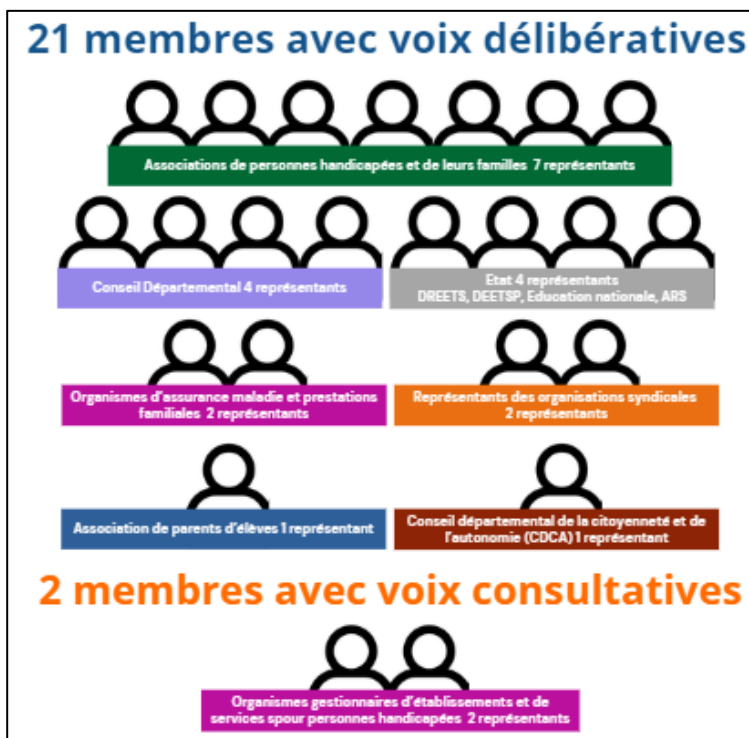 21 membres avec voix délibératives
Associations de personnes handicapées et de leurs familles 7 représentants
Conseil Départemental 4 représentants
Etat 4 représentants
DREETS, DEETSP, Education nationale, ARS
Organismes d'assurance maladie et prestations
familiales 2 représentants
Représentants des organisations syndicales
2 représentants
Association de parents d'élèves 1 représentant
Conseil départemental de la citoyenneté et de
l'autonomie (CDCA) 1 représentant
2 membres avec voix consultatives
Organismes gestionnaires d'établissements et de
services spour personnes handicapées 2 représentants